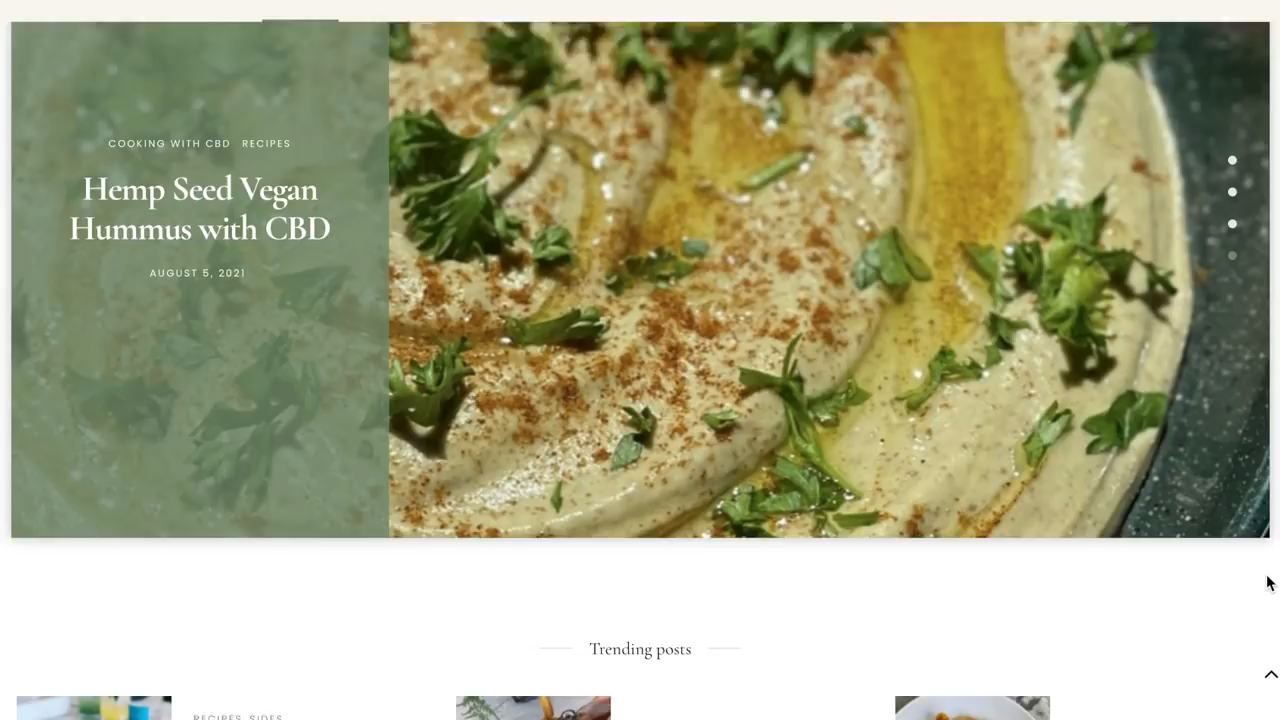 COOKING WITH CBD RECIPES
Hemp Seed Vegan
Hummus with CBD
AUGUST 5, 2021
Trending posts
RECIPES, SIDES